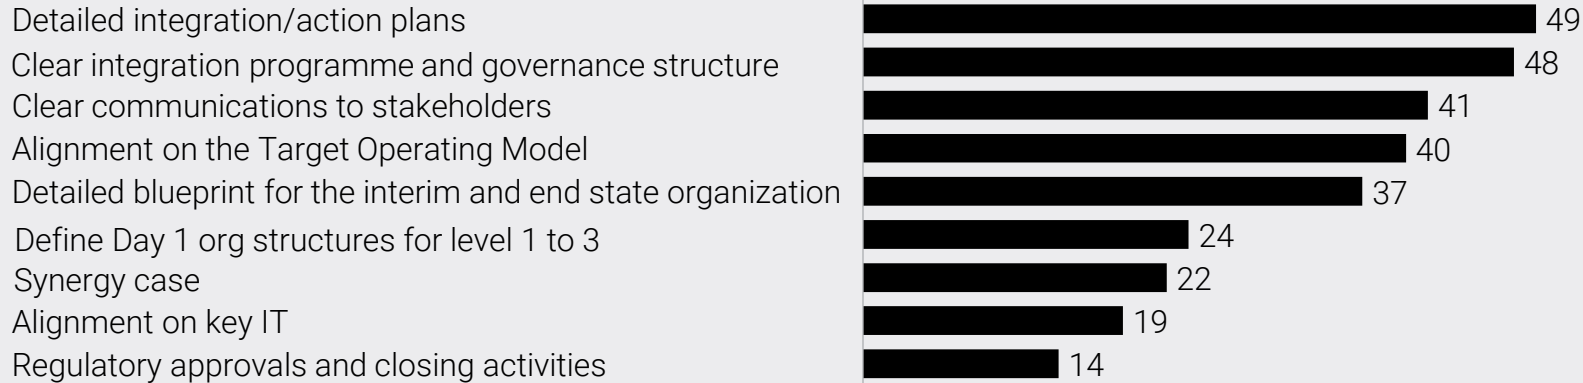 Detailed integration/action plans 49
Clear integration programme and governance structure 48
Clear communications to stakeholders 41
Alignment on the Target Operating Model 40
Detailed blueprint for the interim and end state organization 37
Define Day 1 org structures for level 1 to 3 24
Synergy case 22
Alignment on key IT 19
Regulatory approvals and closing activities 14